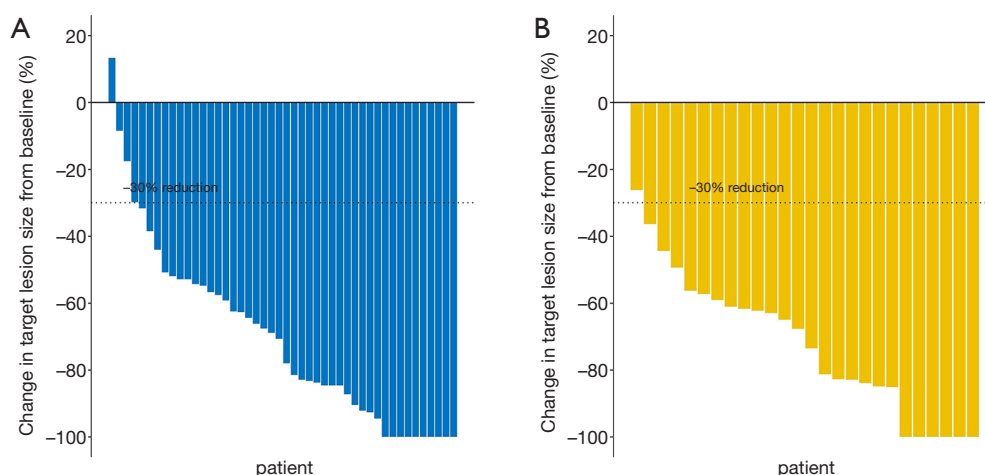 A
Change in target lesion size from baseline (%)
20
0
–20
–40
–60
–80
–100
–30% reduction
patient
B
Change in target lesion size from baseline (%)
20
0
–20
–40
–60
–80
–100
–30% reduction
patient